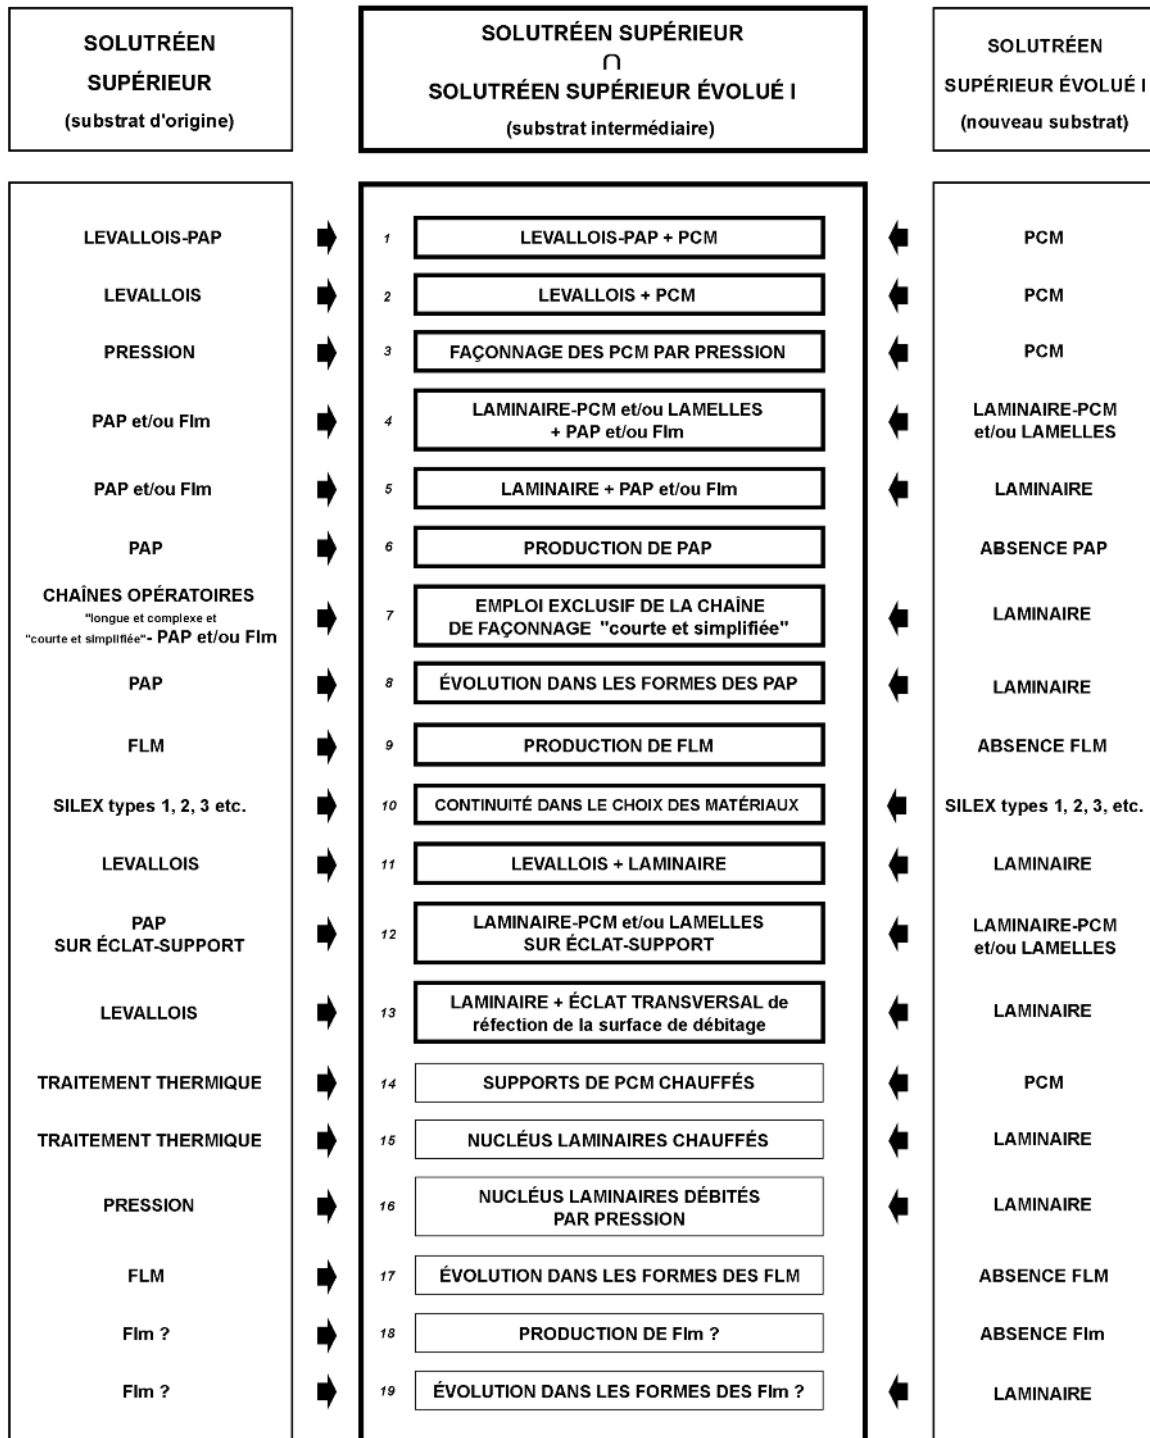 SOLUTRÉEN
SUPÉRIEUR
(substrat d'origine)
SOLUTRÉEN SUPÉRIEUR
∩
SOLUTRÉEN SUPÉRIEUR ÉVOLUÉ I
(substrat intermédiaire)
SOLUTRÉEN
SUPÉRIEUR ÉVOLUÉ I
(nouveau substrat)
LEVALLOIS-PAP
1
LEVALLOIS-PAP + PCM
PCM
LEVALLOIS
2
LEVALLOIS + PCM
PCM
PRESSION
3
FAÇONNAGE DES PCM PAR PRESSION
PCM
PAP et/ou Flm
4
LAMINAIRE-PCM et/ou LAMELLES
+ PAP et/ou Flm
LAMINAIRE-PCM
et/ou LAMELLES
PAP et/ou Flm
5
LAMINAIRE + PAP et/ou Flm
LAMINAIRE
PAP
6
PRODUCTION DE PAP
ABSENCE PAP
CHAÎNES OPÉRATOIRES
"longue et complexe et
"courte et simplifiée"- PAP et/ou Flm
7
EMPLOI EXCLUSIF DE LA CHAÎNE
DE FAÇONNAGE "courte et simplifiée"
LAMINAIRE
PAP
8
ÉVOLUTION DANS LES FORMES DES PAP
LAMINAIRE
FLM
9
PRODUCTION DE FLM
ABSENCE FLM
SILEX types 1, 2, 3 etc.
10
CONTINUITÉ DANS LE CHOIX DES MATÉRIAUX
SILEX types 1, 2, 3, etc.
LEVALLOIS
11
LEVALLOIS + LAMINAIRE
LAMINAIRE
PAP
SUR ÉCLAT-SUPPORT
12
LAMINAIRE-PCM et/ou LAMELLES
SUR ÉCLAT-SUPPORT
LAMINAIRE-PCM
et/ou LAMELLES
LEVALLOIS
13
LAMINAIRE + ÉCLAT TRANSVERSAL de
réfection de la surface de débitage
LAMINAIRE
TRAITEMENT THERMIQUE
14
SUPPORTS DE PCM CHAUFFÉS
PCM
TRAITEMENT THERMIQUE
15
NUCLÉUS LAMINAIRES CHAUFFÉS
LAMINAIRE
PRESSION
16
NUCLÉUS LAMINAIRES DÉBITÉS
PAR PRESSION
LAMINAIRE
FLM
17
ÉVOLUTION DANS LES FORMES DES FLM
ABSENCE FLM
Flm ?
18
PRODUCTION DE Flm ?
ABSENCE Flm
Flm ?
19
ÉVOLUTION DANS LES FORMES DES Flm ?
LAMINAIRE